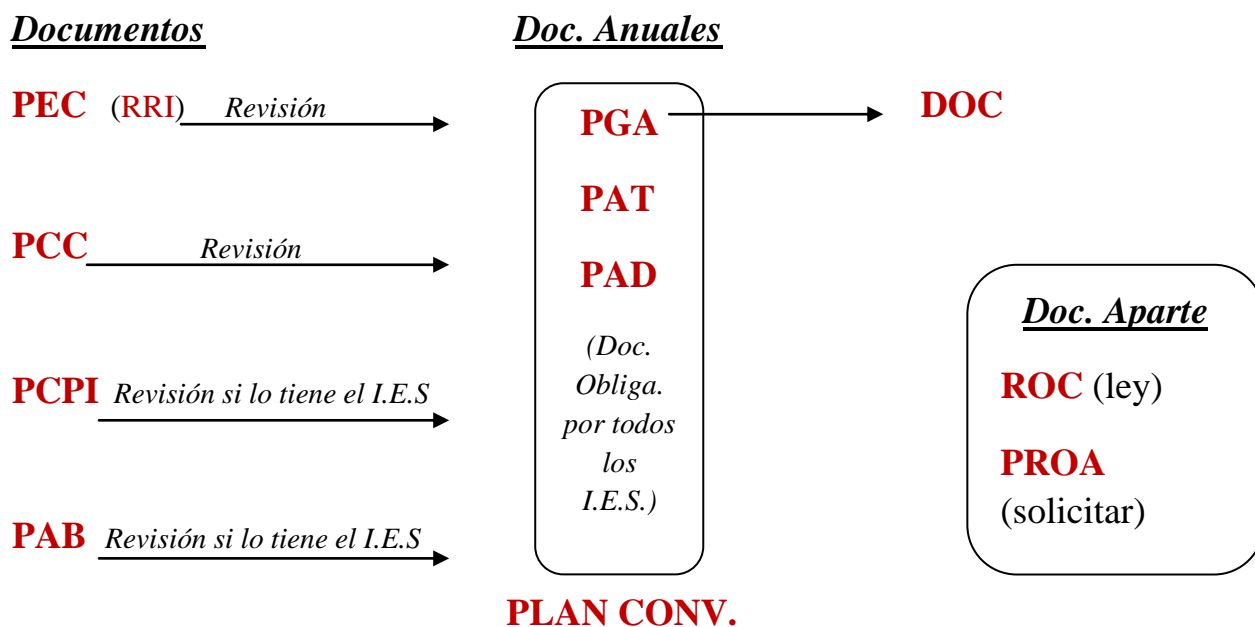 Documentos
Doc. Anuales
PEC (RRI) Revisión
PGA
DOC
PAT
PCC Revisión
PAD
Doc. Aparte
(Doc.
Obliga.
por todos
los
I.E.S.)
PCPI Revisión si lo tiene el I.E.S
ROC (ley)
PROA
(solicitar)
PAB Revisión si lo tiene el I.E.S
PLAN CONV.